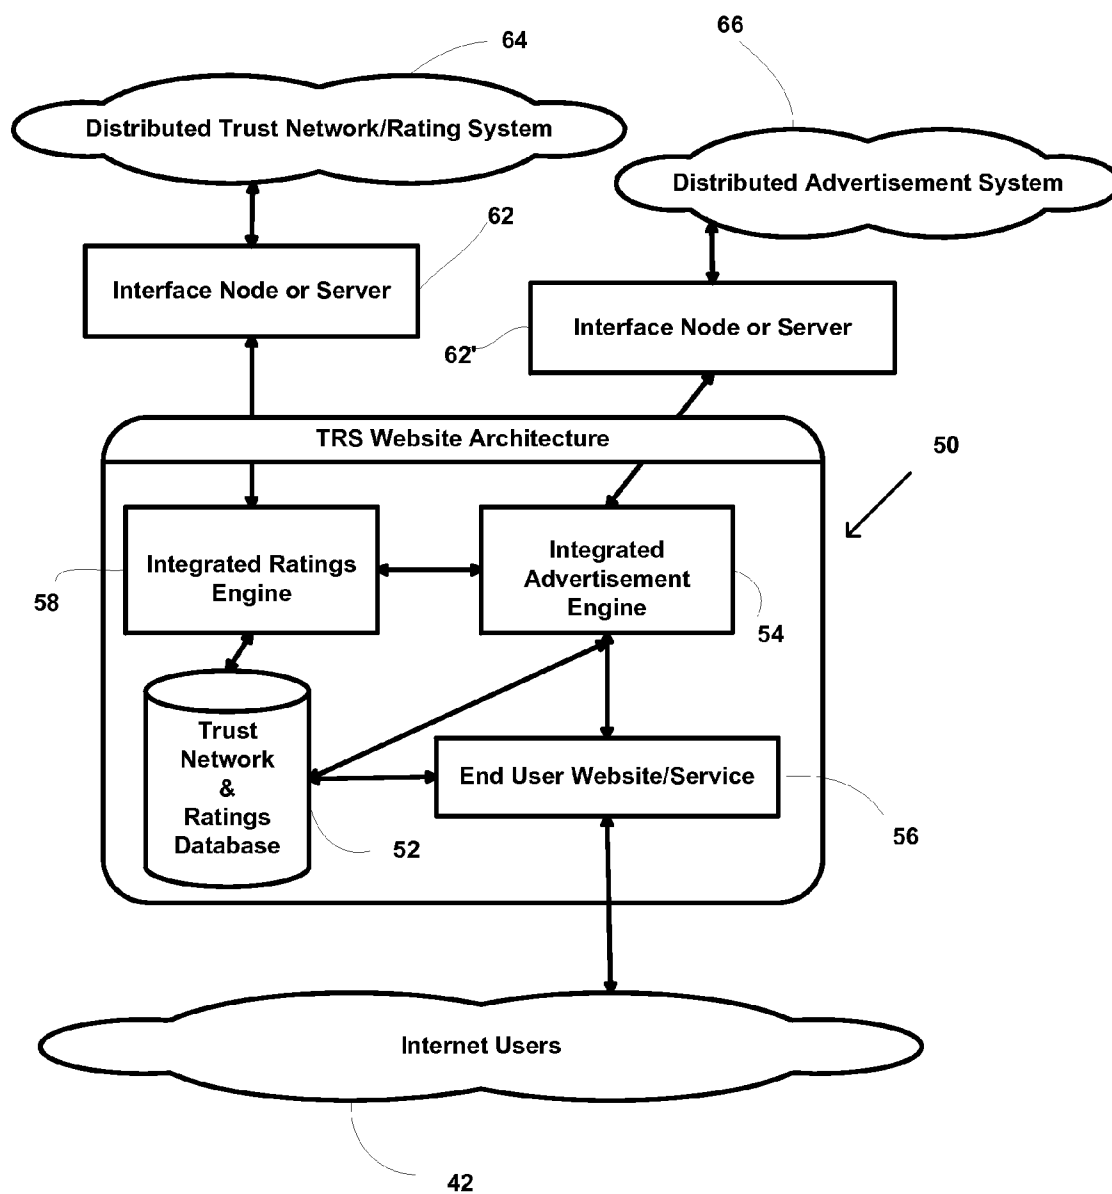 64
66
Distributed Trust Network/Rating System
Distributed Advertisement System
62
Interface Node or Server
Interface Node or Server
62'
TRS Website Architecture
50
Integrated Ratings
Engine
Integrated
Advertisement
Engine
58
54
Trust
Network
&
Ratings
Database
End User Website/Service
52
56
Internet Users
42